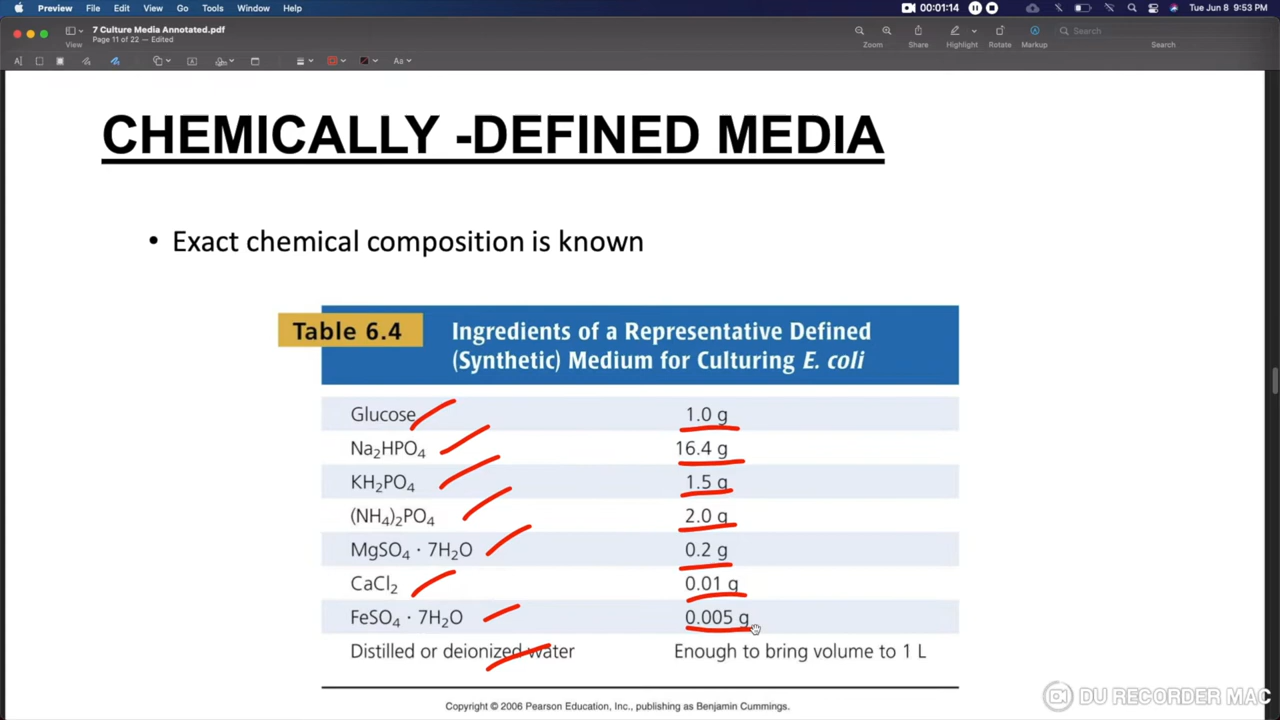 Preview File Edit View Go Tools Window Help 00:01:14 Tue Jun 8 9:53 PM
7 Culture Media Annotated.pdf
Page 11 of 22 — Edited
View Zoom Share Highlight Rotate Markup Search
Search
Aa
CHEMICALLY -DEFINED MEDIA
• Exact chemical composition is known
Table 6.4 Ingredients of a Representative Defined
(Synthetic) Medium for Culturing E. coli
Glucose 1.0 g
Na₂HPO₄ 16.4 g
KH₂PO₄ 1.5 g
(NH₄)₂PO₄ 2.0 g
MgSO₄ · 7H₂O 0.2 g
CaCl₂ 0.01 g
FeSO₄ · 7H₂O 0.005 g
Distilled or deionized water Enough to bring volume to 1 L
Copyright © 2006 Pearson Education, Inc., publishing as Benjamin Cummings.
DU RECORDER MAC